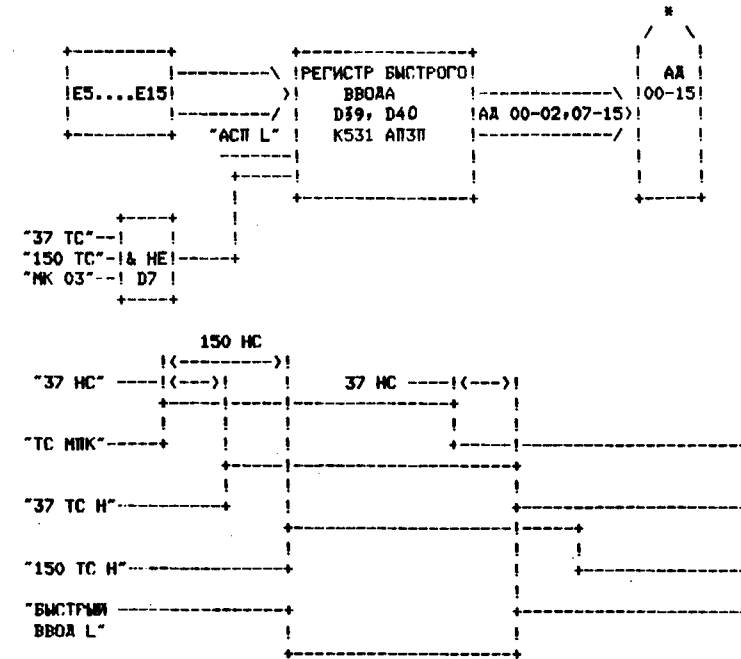 *
РЕГИСТР БЫСТРОГО
АД
E5....E15
ВВОДА
00-15
D39, D40
АД 00-02,07-15
"АСП L"
К531 АПЗП
"37 ТС"
"150 ТС"
& НЕ
"МК 03"
D7
150 НС
"37 НС"
37 НС
"ТС МПК"
"37 ТС Н"
"150 ТС Н"
"БЫСТРЫЙ
ВВОД L"